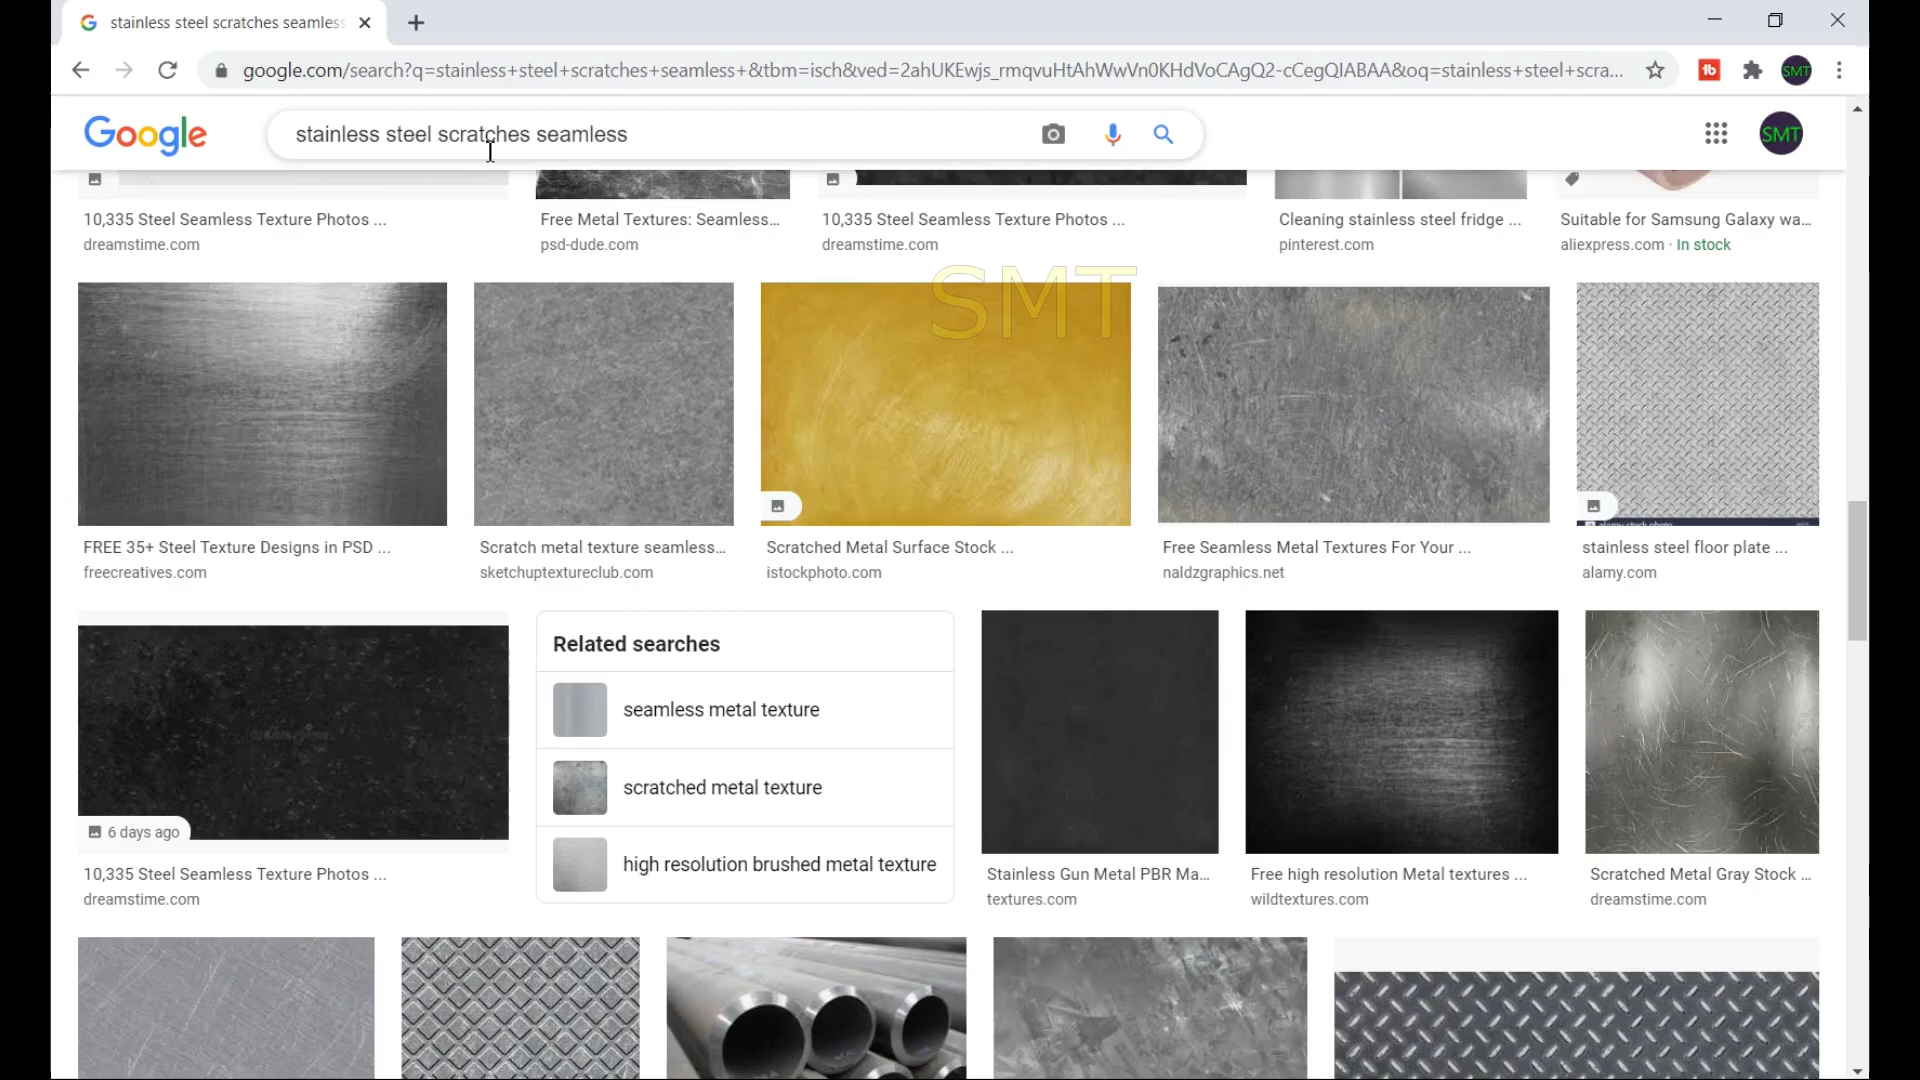 stainless steel scratches seamless
google.com/search?q=stainless+steel+scratches+seamless+&tbm=isch&ved=2ahUKEwjs_rmqvuHtAhWwVn0KHdVoCAgQ2-cCegQIABAA&oq=stainless+steel+scra...
tb
SMT
Google
stainless steel scratches seamless
SMT
10,335 Steel Seamless Texture Photos ...
dreamstime.com
Free Metal Textures: Seamless...
psd-dude.com
10,335 Steel Seamless Texture Photos ...
dreamstime.com
Cleaning stainless steel fridge ...
pinterest.com
Suitable for Samsung Galaxy wa...
aliexpress.com · In stock
SMT
FREE 35+ Steel Texture Designs in PSD ...
freecreatives.com
Scratch metal texture seamless...
sketchuptextureclub.com
Scratched Metal Surface Stock ...
istockphoto.com
Free Seamless Metal Textures For Your ...
naldzgraphics.net
alamy stock photo
stainless steel floor plate ...
alamy.com
6 days ago
10,335 Steel Seamless Texture Photos ...
dreamstime.com
Related searches
seamless metal texture
scratched metal texture
high resolution brushed metal texture
Stainless Gun Metal PBR Ma...
textures.com
Free high resolution Metal textures ...
wildtextures.com
Scratched Metal Gray Stock ...
dreamstime.com